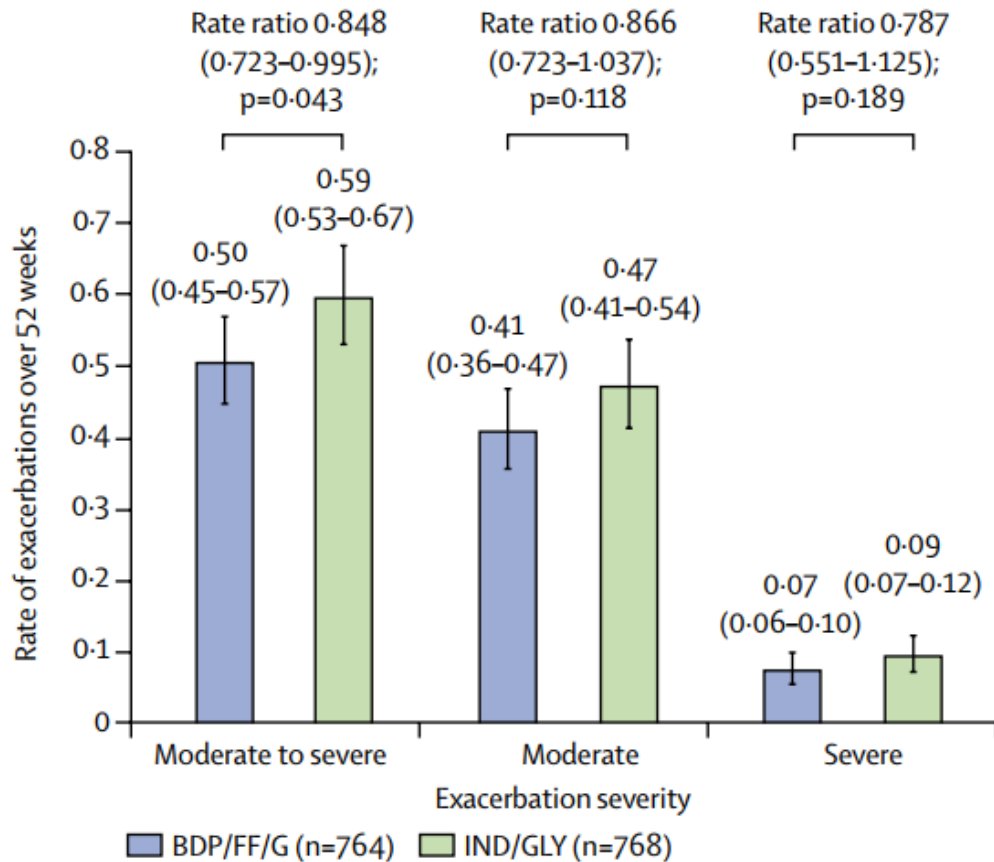 Rate ratio 0·848
(0·723–0·995);
p=0·043
Rate ratio 0·866
(0·723–1·037);
p=0·118
Rate ratio 0·787
(0·551–1·125);
p=0·189
Rate of exacerbations over 52 weeks
0·8
0·7
0·6
0·5
0·4
0·3
0·2
0·1
0
0·50
(0·45–0·57)
0·59
(0·53–0·67)
0·41
(0·36–0·47)
0·47
(0·41–0·54)
0·07
(0·06–0·10)
0·09
(0·07–0·12)
Moderate to severe
Moderate
Severe
Exacerbation severity
BDP/FF/G (n=764)
IND/GLY (n=768)